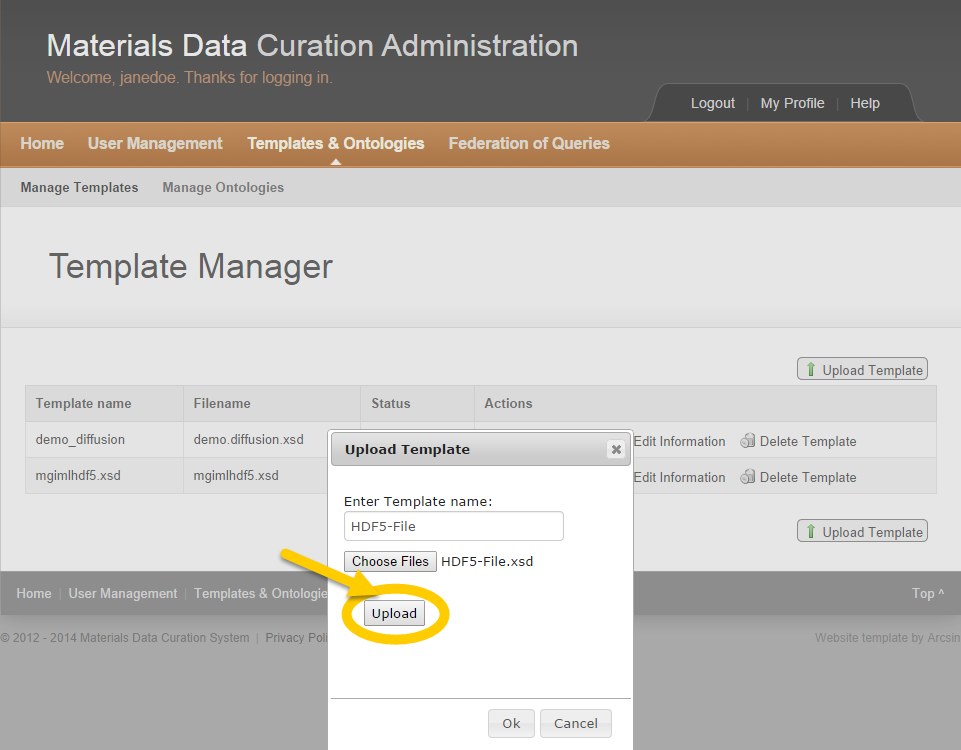 Materials Data Curation Administration
Welcome, janedoe. Thanks for logging in.
Logout | My Profile | Help
Home User Management Templates & Ontologies Federation of Queries
Manage Templates Manage Ontologies
Template Manager
Upload Template
Template name Filename Status Actions
demo_diffusion demo.diffusion.xsd Edit Information Delete Template
mgimlhdf5.xsd mgimlhdf5.xsd Edit Information Delete Template
Upload Template
Upload Template
Enter Template name:
HDF5-File
Choose Files HDF5-File.xsd
Upload
Ok Cancel
Home | User Management | Templates & Ontologie Top ^
© 2012 - 2014 Materials Data Curation System | Privacy Poli Website template by Arcsin